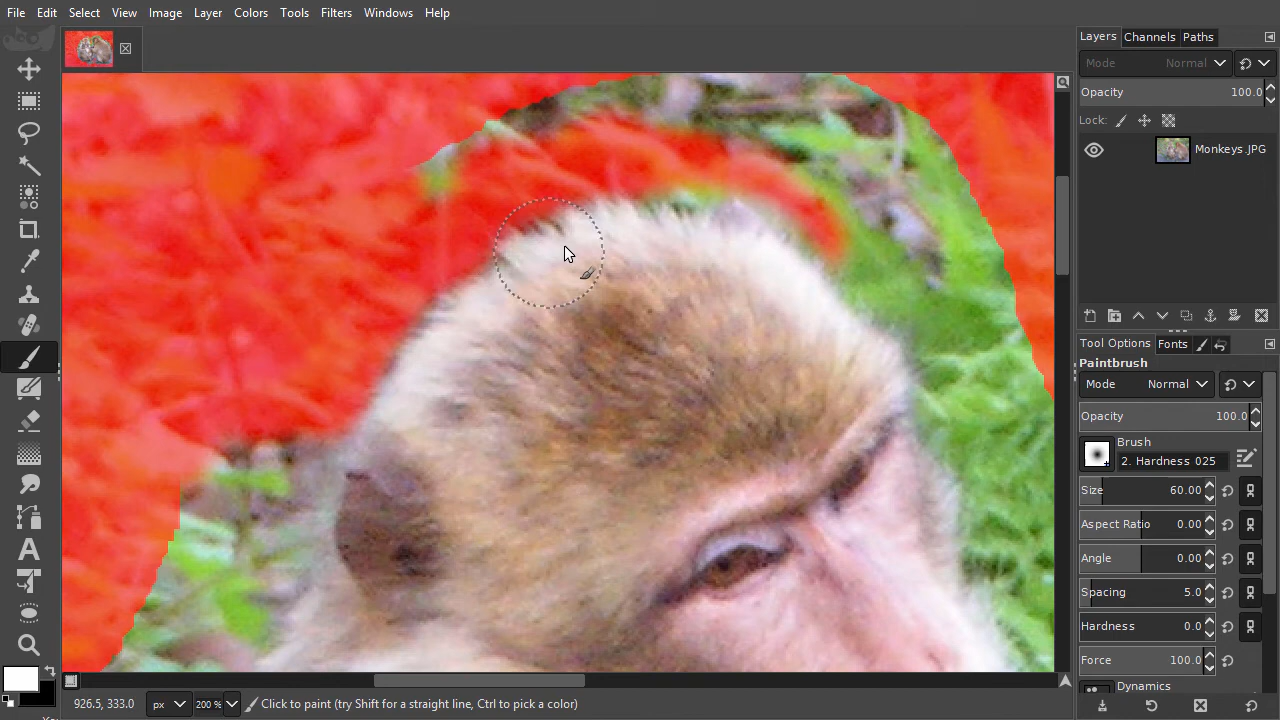 File Edit Select View Image Layer Colors Tools Filters Windows Help
Layers Channels Paths
Mode Normal
Opacity 100.0
Lock:
Monkeys.JPG
Tool Options Fonts
Paintbrush
Mode Normal
Opacity 100.0
Brush
2. Hardness 025
Size 60.00
Aspect Ratio 0.00
Angle 0.00
Spacing 5.0
Hardness 0.0
Force 100.0
Dynamics
926.5, 333.0 px 200 % Click to paint (try Shift for a straight line, Ctrl to pick a color)